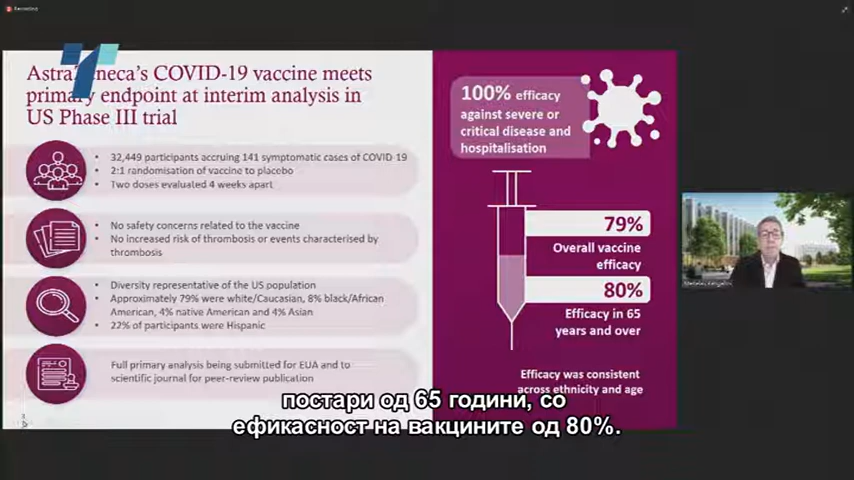 Recording
AstraZeneca's COVID-19 vaccine meets
primary endpoint at interim analysis in
US Phase III trial
• 32,449 participants accruing 141 symptomatic cases of COVID-19
• 2:1 randomisation of vaccine to placebo
• Two doses evaluated 4 weeks apart
• No safety concerns related to the vaccine
• No increased risk of thrombosis or events characterised by
thrombosis
• Diversity representative of the US population
• Approximately 79% were white/Caucasian, 8% black/African
American, 4% native American and 4% Asian
• 22% of participants were Hispanic
Full primary analysis being submitted for EUA and to
scientific journal for peer-review publication
100% efficacy
against severe or
critical disease and
hospitalisation
79%
Overall vaccine
efficacy
80%
Efficacy in 65
years and over
Efficacy was consistent
across ethnicity and age
постари од 65 години, со
ефикасност на вакцините од 80%.